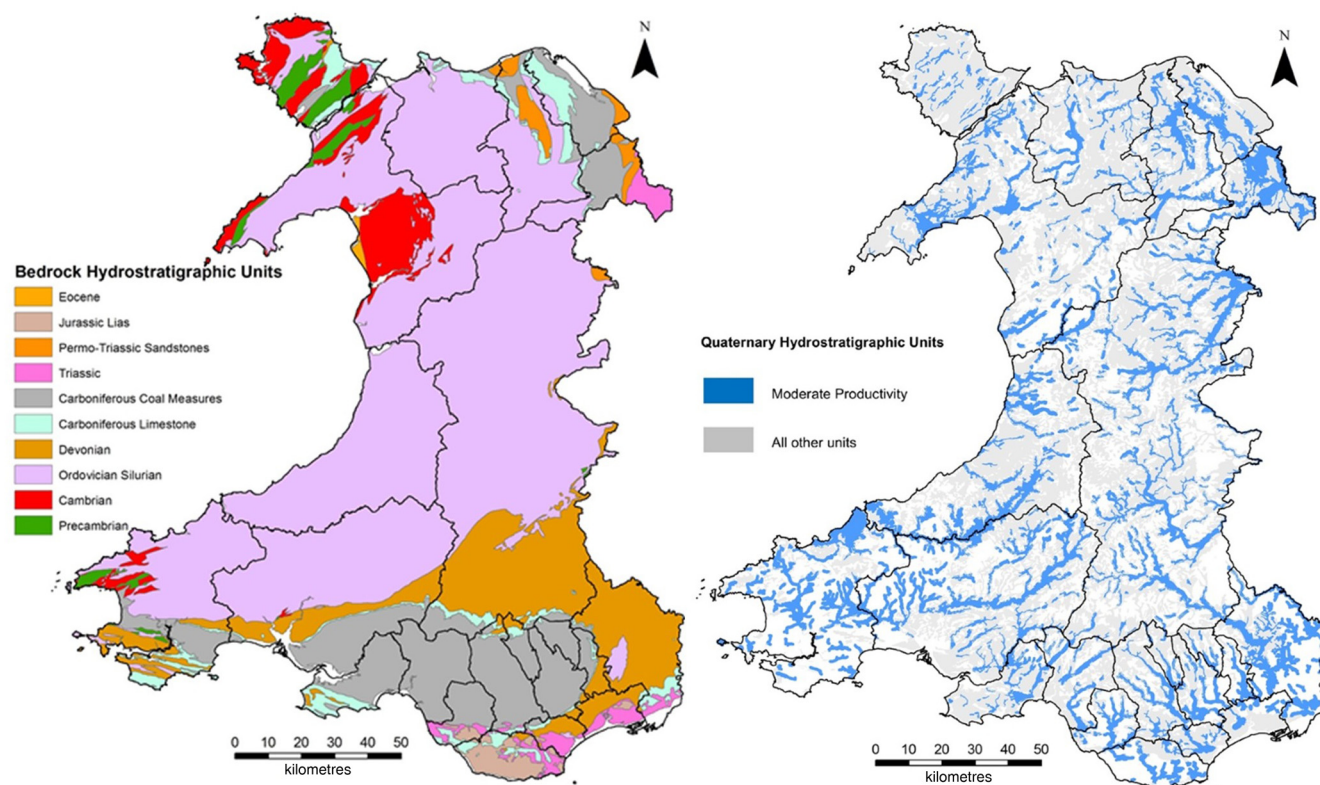 N
Bedrock Hydrostratigraphic Units
Eocene
Jurassic Lias
Permo-Triassic Sandstones
Triassic
Carboniferous Coal Measures
Carboniferous Limestone
Devonian
Ordovician Silurian
Cambrian
Precambrian
0 10 20 30 40 50
kilometres
N
Quaternary Hydrostratigraphic Units
Moderate Productivity
All other units
0 10 20 30 40 50
kilometres